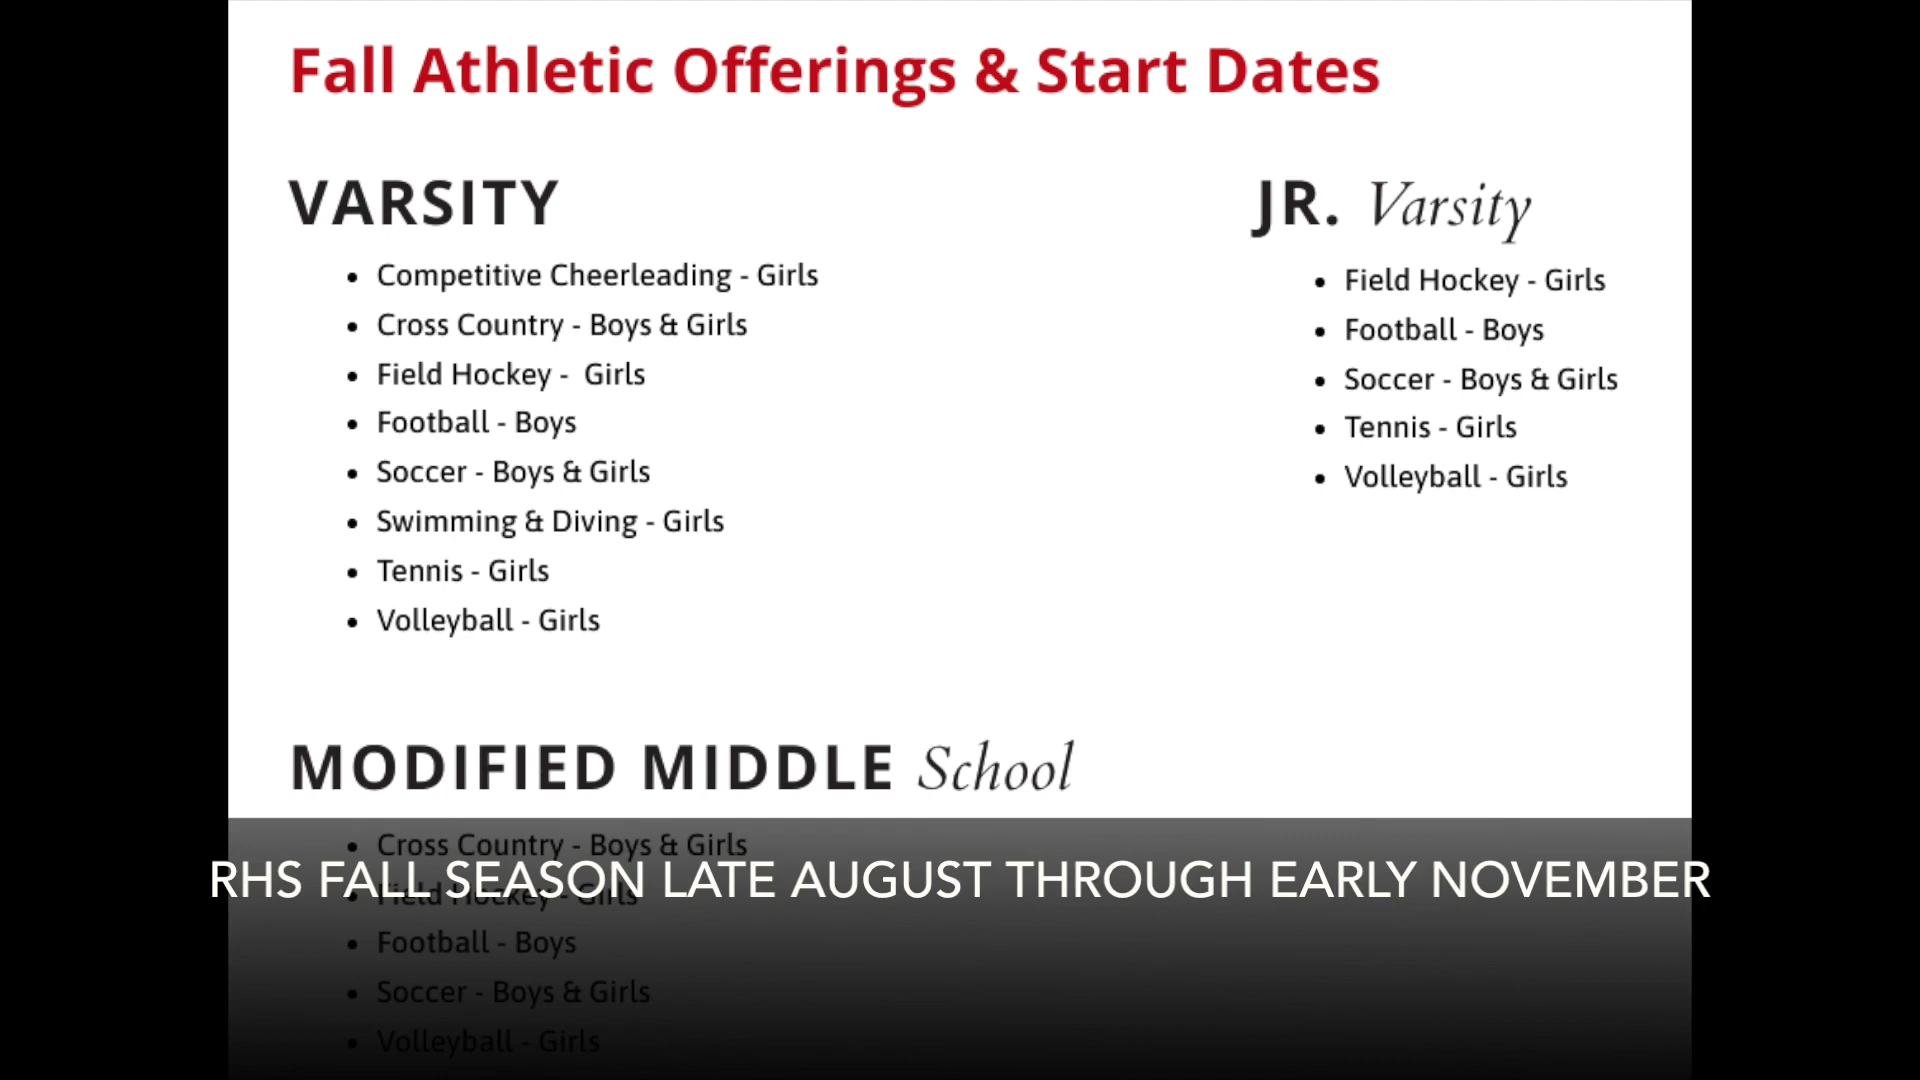 Fall Athletic Offerings & Start Dates
VARSITY
• Competitive Cheerleading - Girls
• Cross Country - Boys & Girls
• Field Hockey -  Girls
• Football - Boys
• Soccer - Boys & Girls
• Swimming & Diving - Girls
• Tennis - Girls
• Volleyball - Girls
JR. Varsity
• Field Hockey - Girls
• Football - Boys
• Soccer - Boys & Girls
• Tennis - Girls
• Volleyball - Girls
MODIFIED MIDDLE School
• Cross Country - Boys & Girls
• Field Hockey - Girls
• Football - Boys
• Soccer - Boys & Girls
• Volleyball - Girls
RHS FALL SEASON LATE AUGUST THROUGH EARLY NOVEMBER